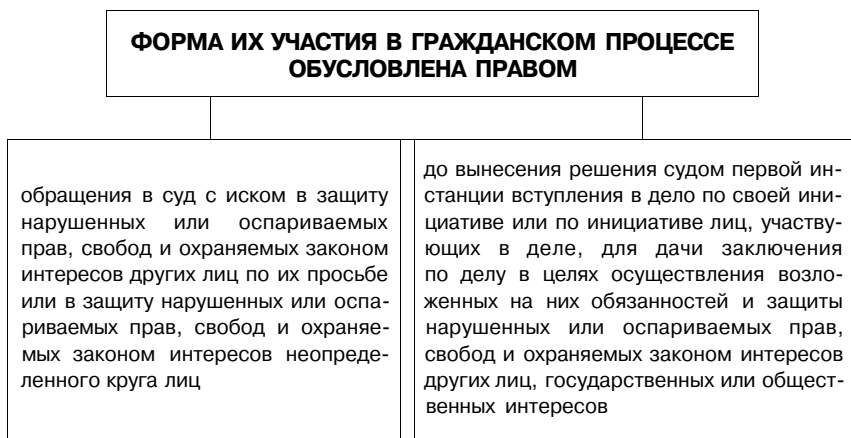 ФОРМА ИХ УЧАСТИЯ В ГРАЖДАНСКОМ ПРОЦЕССЕ
ОБУСЛОВЛЕНА ПРАВОМ
обращения в суд с иском в защиту
нарушенных или оспариваемых
прав, свобод и охраняемых законом
интересов других лиц по их просьбе
или в защиту нарушенных или оспа-
риваемых прав, свобод и охраняе-
мых законом интересов неопреде-
ленного круга лиц
до вынесения решения судом первой ин-
станции вступления в дело по своей ини-
циативе или по инициативе лиц, участву-
ющих в деле, для дачи заключения
по делу в целях осуществления возло-
женных на них обязанностей и защиты
нарушенных или оспариваемых прав,
свобод и охраняемых законом интересов
других лиц, государственных или общест-
венных интересов